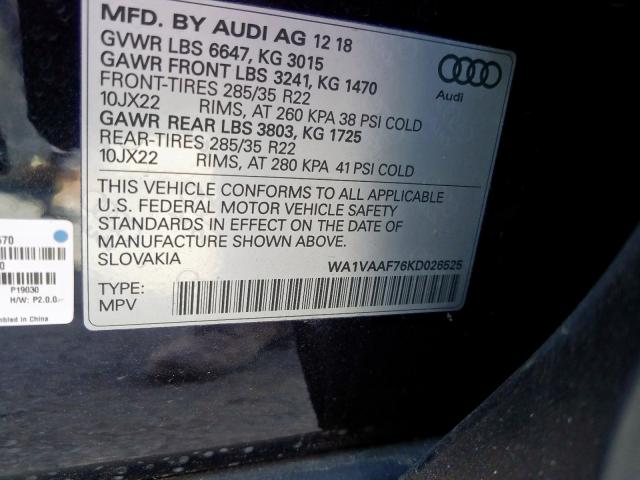 MFD. BY AUDI AG 12 18
GVWR LBS 6647, KG 3015
GAWR FRONT LBS 3241, KG 1470
FRONT-TIRES 285/35 R22
10JX22 RIMS, AT 260 KPA 38 PSI COLD
GAWR REAR LBS 3803, KG 1725
REAR-TIRES 285/35 R22
10JX22 RIMS, AT 280 KPA 41 PSI COLD
Audi
THIS VEHICLE CONFORMS TO ALL APPLICABLE
U.S. FEDERAL MOTOR VEHICLE SAFETY
STANDARDS IN EFFECT ON THE DATE OF
MANUFACTURE SHOWN ABOVE.
SLOVAKIA
WA1VAAF76KD026525
TYPE:
MPV
P19030
H/W: P2.0.0
in China